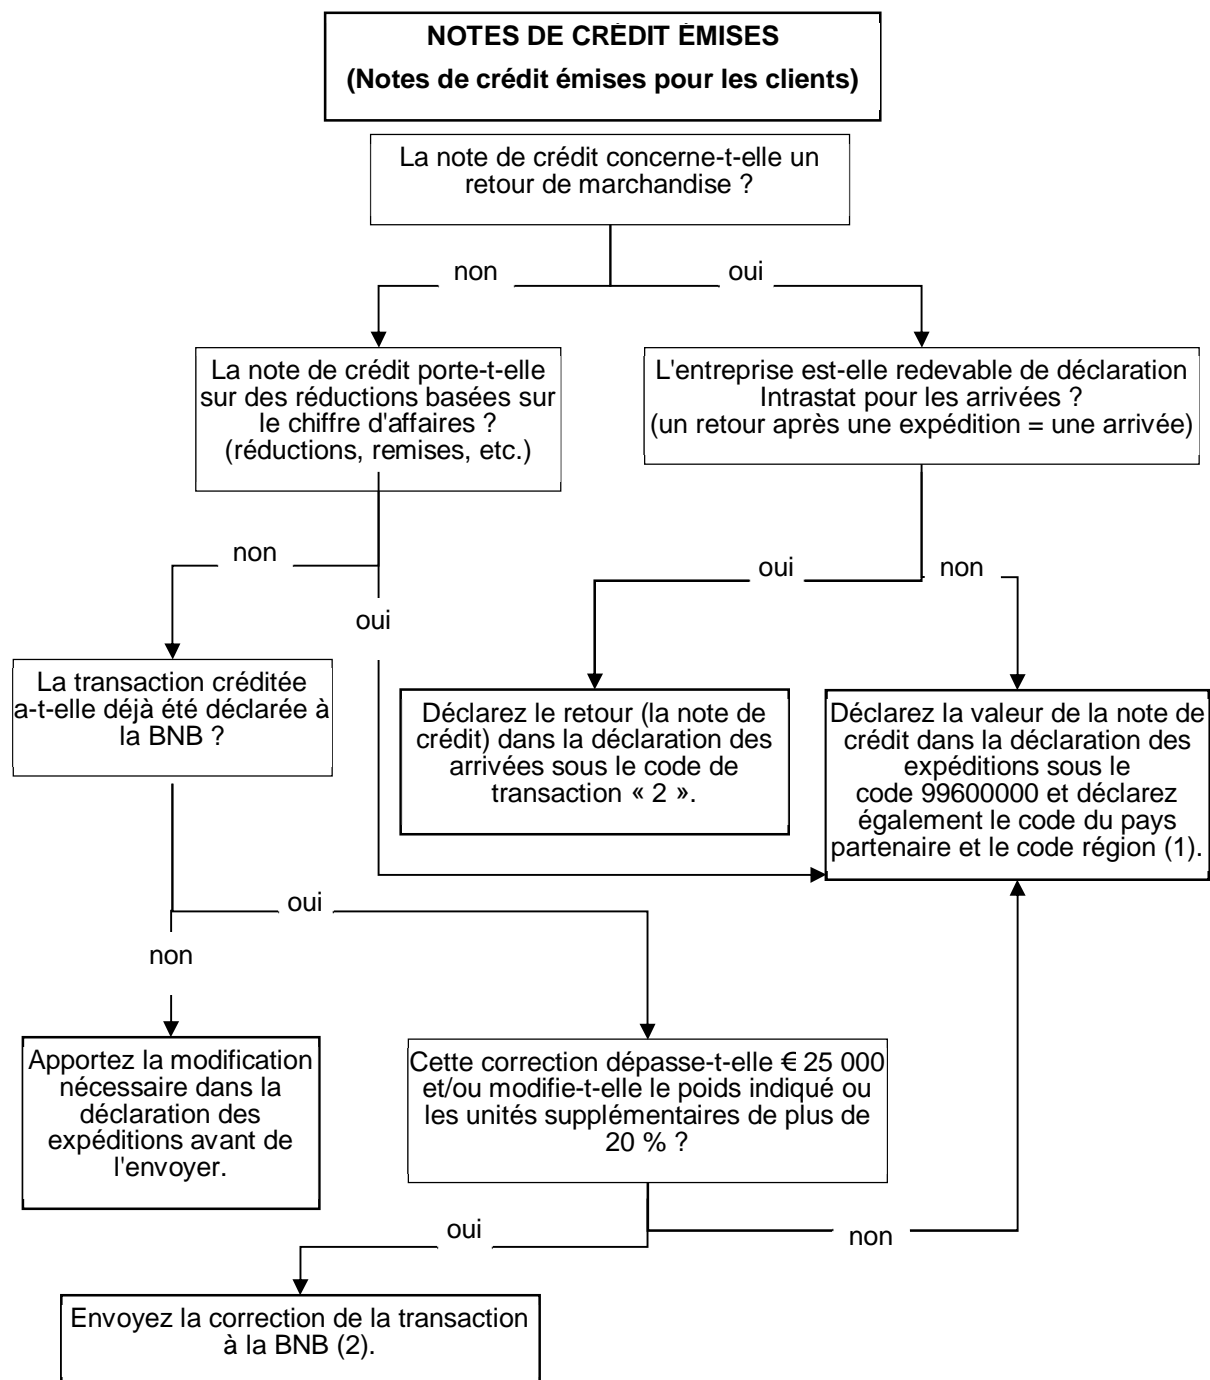 NOTES DE CRÉDIT ÉMISES
(Notes de crédit émises pour les clients)
La note de crédit concerne-t-elle un
retour de marchandise ?
non
oui
La note de crédit porte-t-elle
sur des réductions basées sur
le chiffre d'affaires ?
(réductions, remises, etc.)
L'entreprise est-elle redevable de déclaration
Intrastat pour les arrivées ?
(un retour après une expédition = une arrivée)
non
oui
oui
non
La transaction créditée
a-t-elle déjà été déclarée à
la BNB ?
Déclarez le retour (la note de
crédit) dans la déclaration des
arrivées sous le code de
transaction « 2 ».
Déclarez la valeur de la note de
crédit dans la déclaration des
expéditions sous le
code 99600000 et déclarez
également le code du pays
partenaire et le code région (1).
oui
non
Apportez la modification
nécessaire dans la
déclaration des
expéditions avant de
l'envoyer.
Cette correction dépasse-t-elle € 25 000
et/ou modifie-t-elle le poids indiqué ou
les unités supplémentaires de plus de
20 % ?
oui
non
Envoyez la correction de la transaction
à la BNB (2).